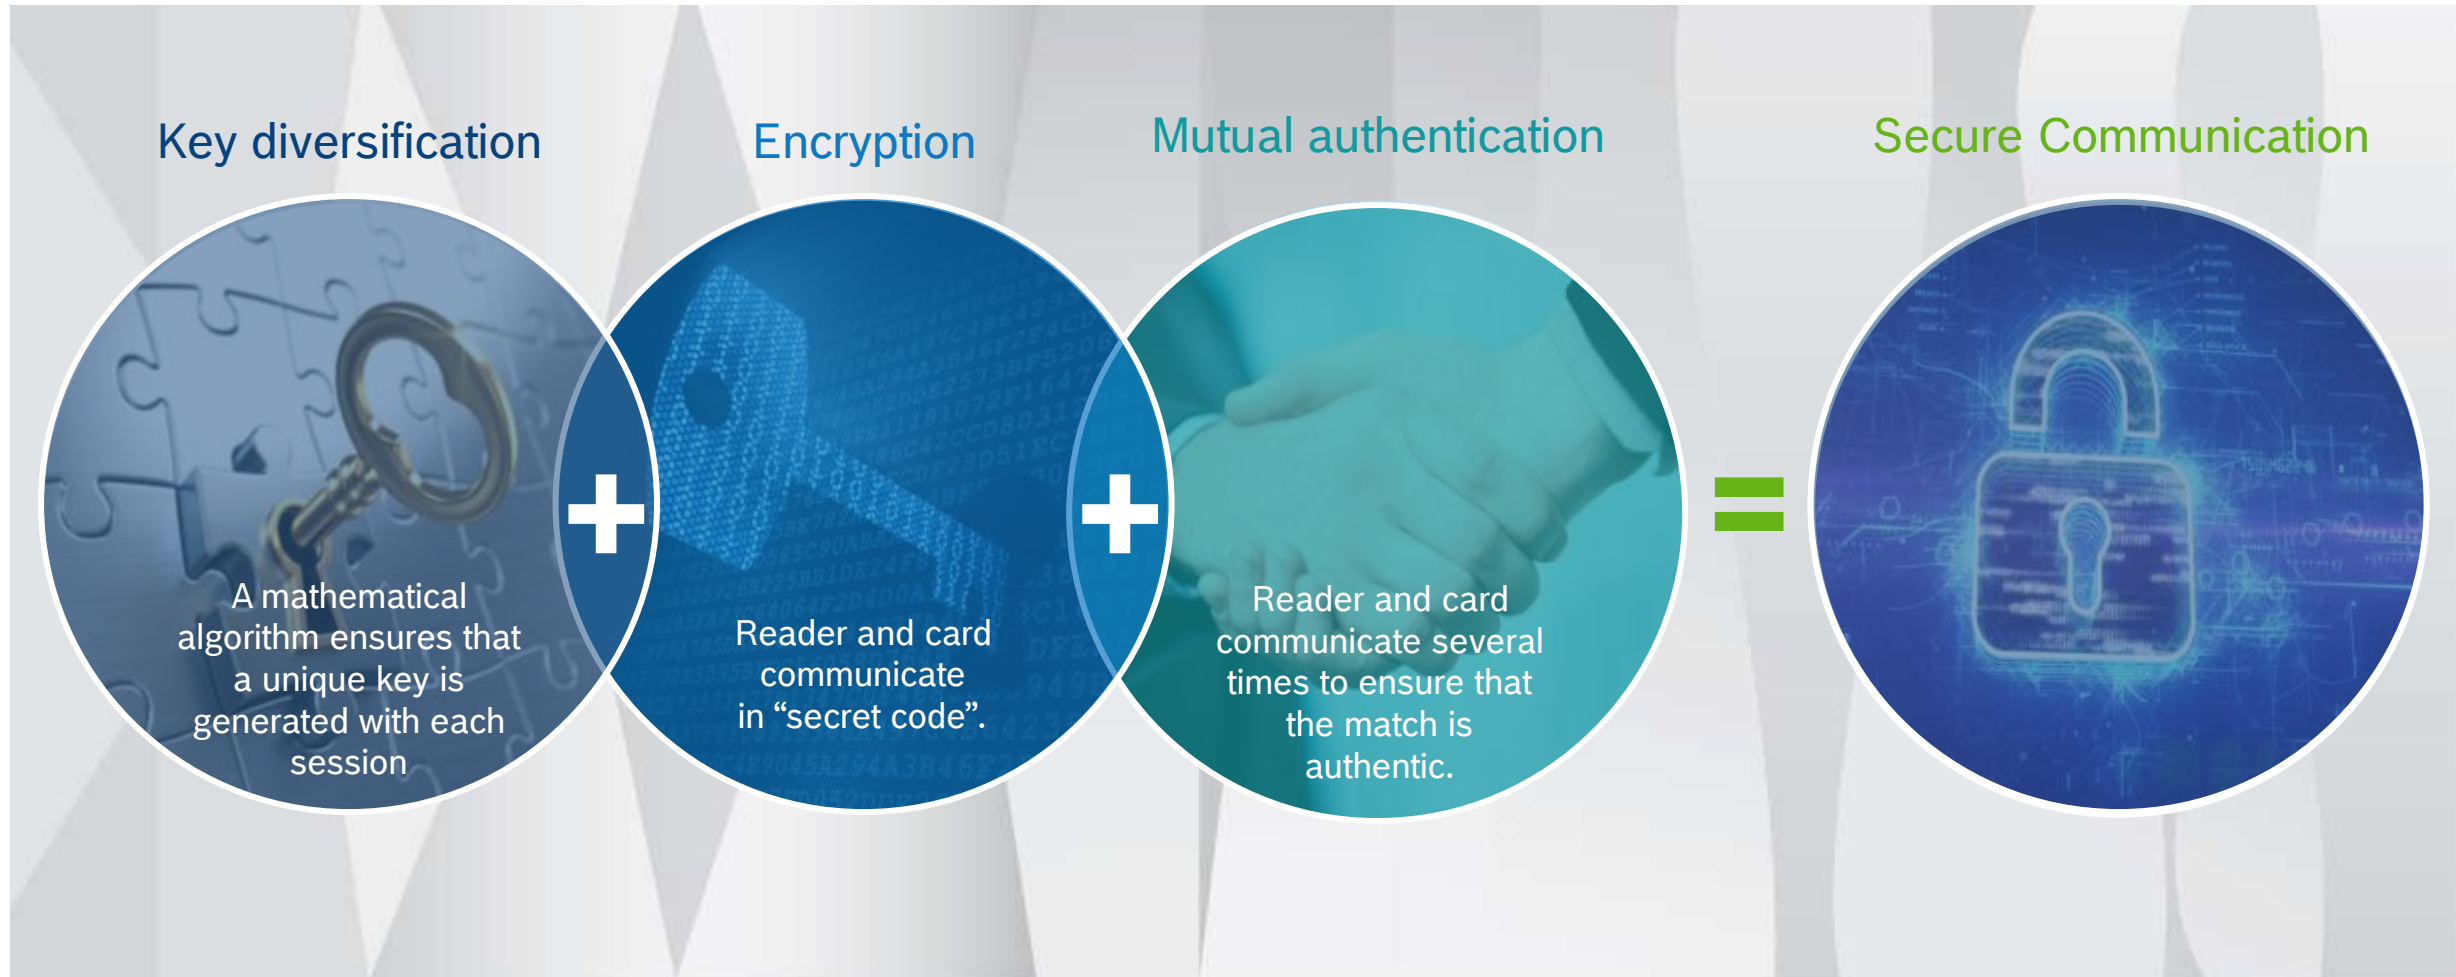 Key diversification
Encryption
Mutual authentication
Secure Communication
A mathematical
algorithm ensures that
a unique key is
generated with each
session
+
Reader and card
communicate
in “secret code”.
+
Reader and card
communicate several
times to ensure that
the match is
authentic.
=